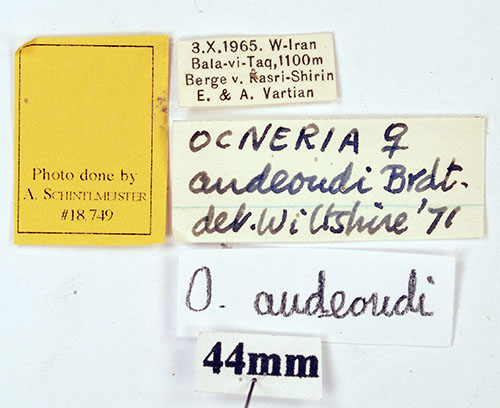 3.X.1965. W-Iran
Bala-vi-Taq,1100m
Berge v. Kasri-Shirin
E. & A. Vartian
Photo done by
A. SCHINTLMEISTER
#18.749
OCNERIA ♀
audeoudi Brdt.
det. Wiltshire '71
O. audeoudi
44mm